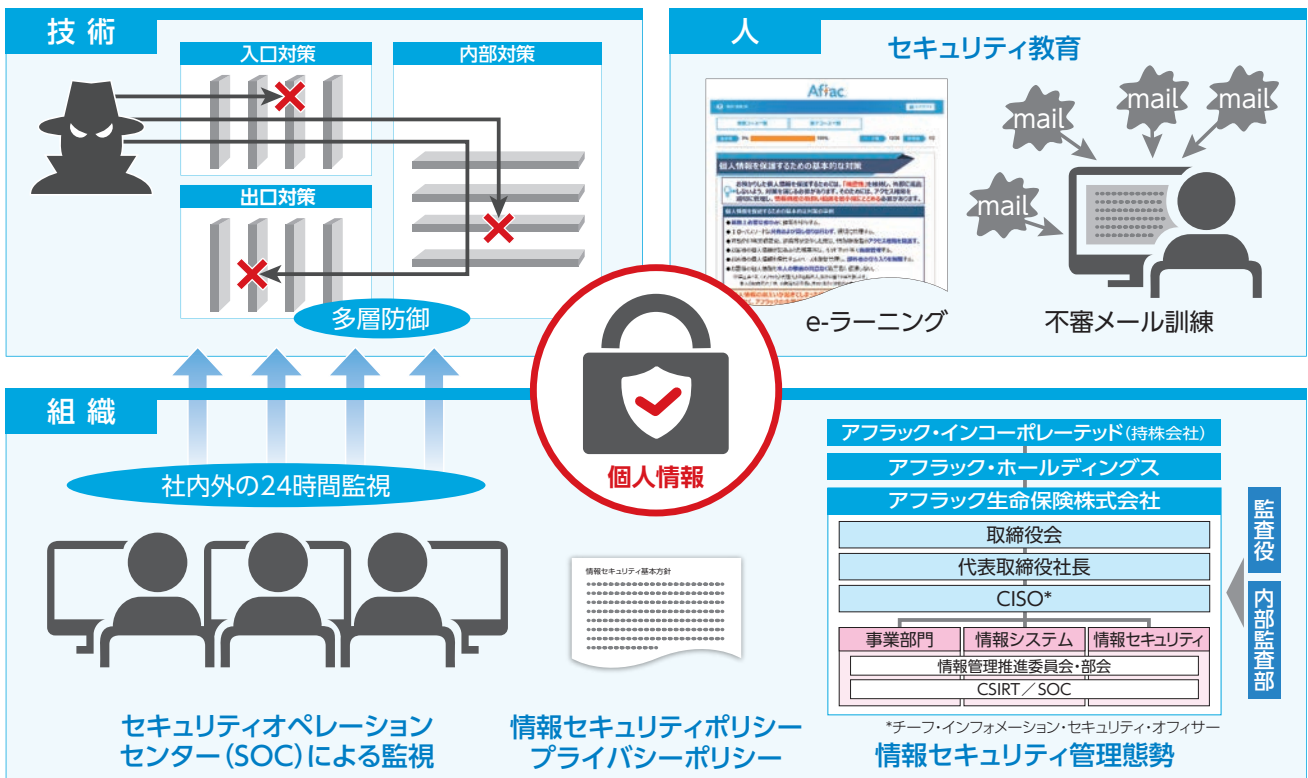 技術
入口対策
内部対策
出口対策
多層防御
人
セキュリティ教育
Aflac
個人情報を保護するための基本的な対策
e-ラーニング
mail
mail
mail
mail
不審メール訓練
個人情報
組織
社内外の24時間監視
セキュリティオペレーション
センター(SOC)による監視
情報セキュリティ基本方針
情報セキュリティポリシー
プライバシーポリシー
アフラック・インコーポレーテッド(持株会社)
アフラック・ホールディングス
アフラック生命保険株式会社
取締役会
代表取締役社長
CISO*
事業部門
情報システム
情報セキュリティ
情報管理推進委員会・部会
CSIRT/SOC
監査役
内部監査部
*チーフ・インフォメーション・セキュリティ・オフィサー
情報セキュリティ管理態勢